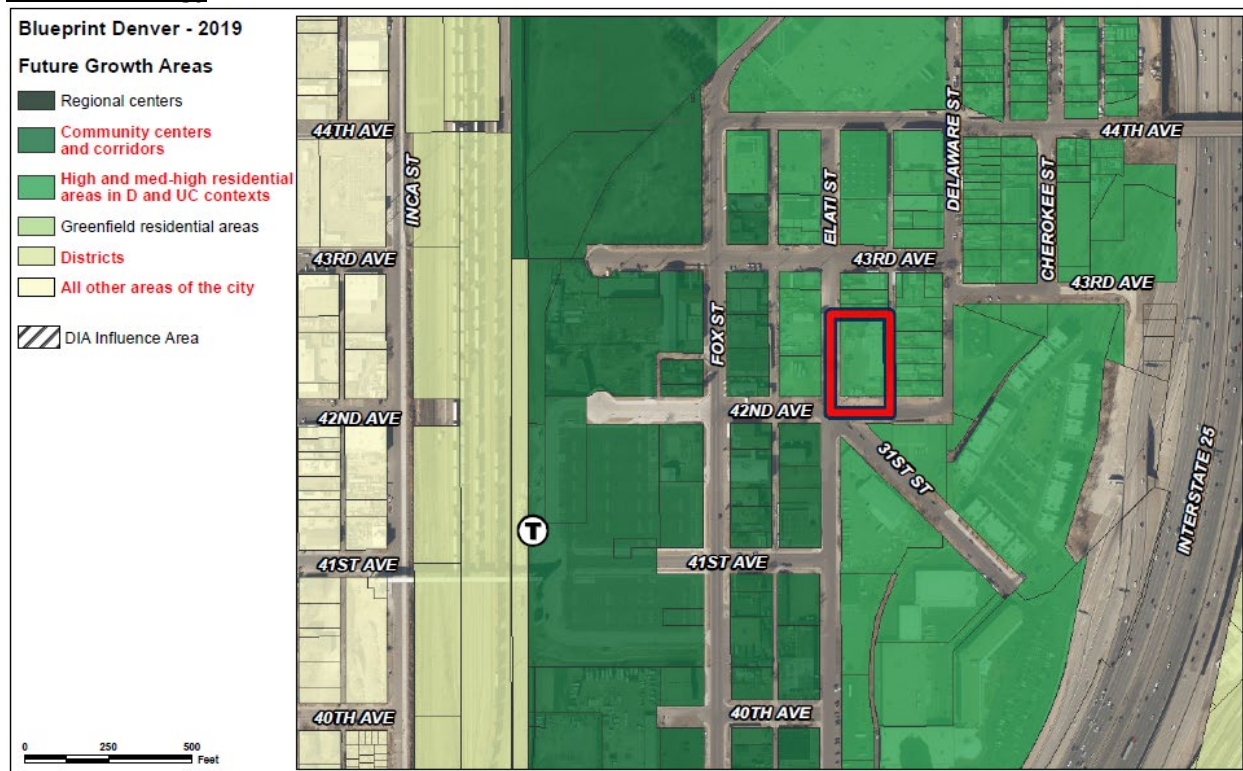 Blueprint Denver - 2019
Future Growth Areas
Regional centers
Community centers
and corridors
High and med-high residential
areas in D and UC contexts
Greenfield residential areas
Districts
All other areas of the city
DIA Influence Area
0 250 500
Feet
44TH AVE
44TH AVE
INCA ST
ELATI ST
DELAWARE ST
CHEROKEE ST
43RD AVE
43RD AVE
43RD AVE
FOX ST
42ND AVE
42ND AVE
31ST ST
INTERSTATE 25
T
41ST AVE
41ST AVE
40TH AVE
40TH AVE